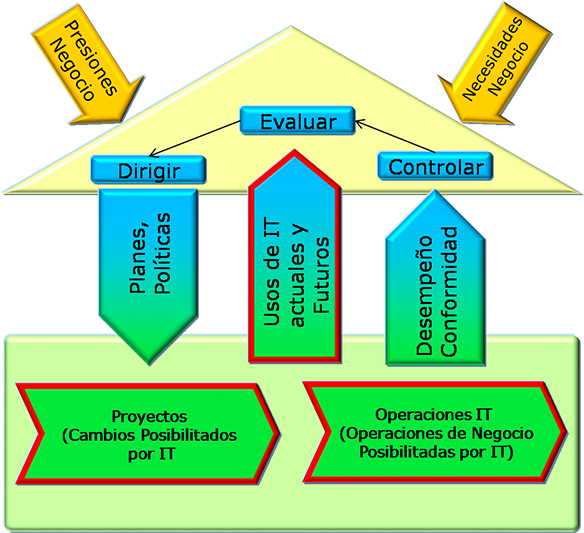 Presiones
Negocio
Necesidades
Negocio
Evaluar
Dirigir
Controlar
Planes,
Políticas
Usos de IT
actuales y
Futuros
Desempeño
Conformidad
Proyectos
(Cambios Posibilitados
por IT
Operaciones IT
(Operaciones de Negocio
Posibilitadas por IT)